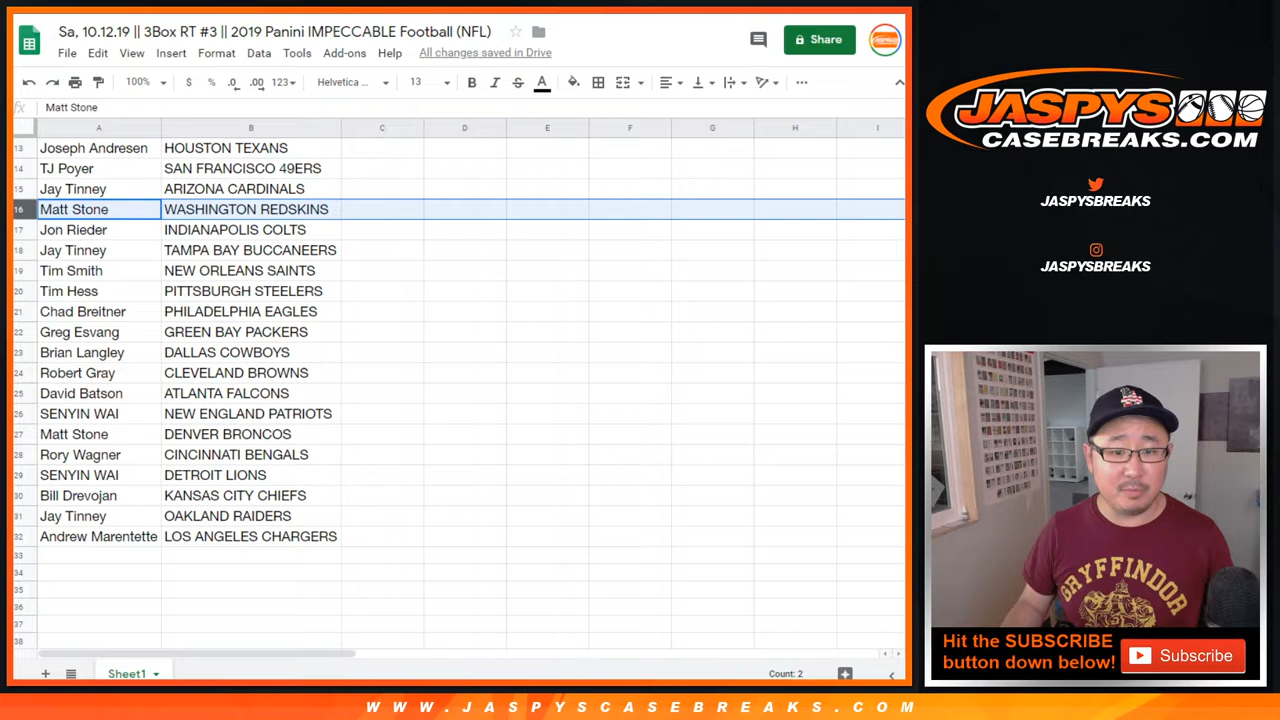 Sa, 10.12.19 || 3Box RT #3 || 2019 Panini IMPECCABLE Football (NFL)
File Edit View Insert Format Data Tools Add-ons Help All changes saved in Drive
Share
100% $ % .0 .00 123 Helvetica ... 13 B I S A
fx Matt Stone
A B C D E F G H I
13 Joseph Andresen HOUSTON TEXANS
14 TJ Poyer SAN FRANCISCO 49ERS
15 Jay Tinney ARIZONA CARDINALS
16 Matt Stone WASHINGTON REDSKINS
17 Jon Rieder INDIANAPOLIS COLTS
18 Jay Tinney TAMPA BAY BUCCANEERS
19 Tim Smith NEW ORLEANS SAINTS
20 Tim Hess PITTSBURGH STEELERS
21 Chad Breitner PHILADELPHIA EAGLES
22 Greg Esvang GREEN BAY PACKERS
23 Brian Langley DALLAS COWBOYS
24 Robert Gray CLEVELAND BROWNS
25 David Batson ATLANTA FALCONS
26 SENYIN WAI NEW ENGLAND PATRIOTS
27 Matt Stone DENVER BRONCOS
28 Rory Wagner CINCINNATI BENGALS
29 SENYIN WAI DETROIT LIONS
30 Bill Drevojan KANSAS CITY CHIEFS
31 Jay Tinney OAKLAND RAIDERS
32 Andrew Marentette LOS ANGELES CHARGERS
33
34
35
36
37
38
Sheet1
Count: 2
JASPYS
CASEBREAKS.COM
JASPYSBREAKS
JASPYSBREAKS
GRYFFINDOR
Hit the SUBSCRIBE
button down below!
Subscribe
WWW.JASPYSCASEBREAKS.COM